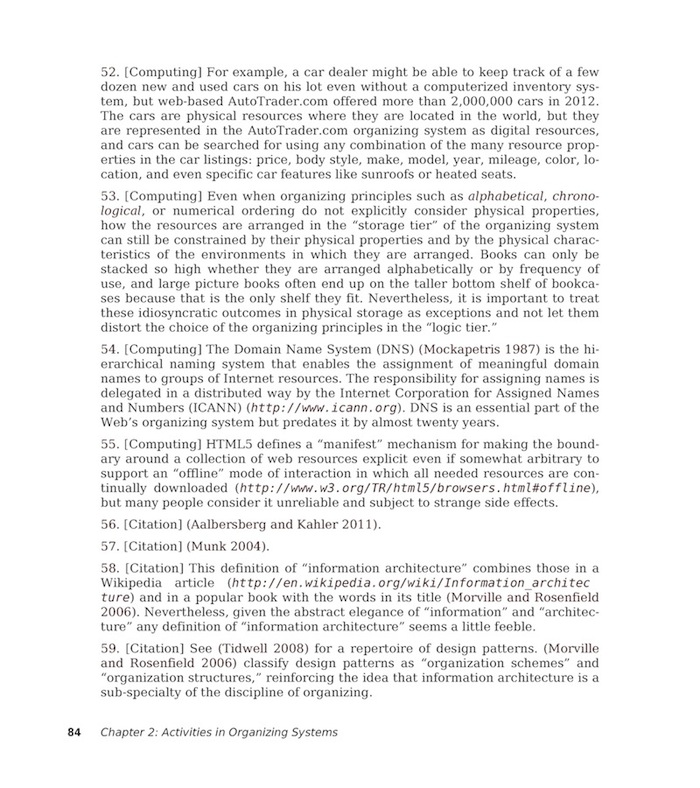 52. [Computing] For example, a car dealer might be able to keep track of a few
dozen new and used cars on his lot even without a computerized inventory sys-
tem, but web-based AutoTrader.com offered more than 2,000,000 cars in 2012.
The cars are physical resources where they are located in the world, but they
are represented in the AutoTrader.com organizing system as digital resources,
and cars can be searched for using any combination of the many resource prop-
erties in the car listings: price, body style, make, model, year, mileage, color, lo-
cation, and even specific car features like sunroofs or heated seats.
53. [Computing] Even when organizing principles such as alphabetical, chrono-
logical, or numerical ordering do not explicitly consider physical properties,
how the resources are arranged in the “storage tier” of the organizing system
can still be constrained by their physical properties and by the physical charac-
teristics of the environments in which they are arranged. Books can only be
stacked so high whether they are arranged alphabetically or by frequency of
use, and large picture books often end up on the taller bottom shelf of bookca-
ses because that is the only shelf they fit. Nevertheless, it is important to treat
these idiosyncratic outcomes in physical storage as exceptions and not let them
distort the choice of the organizing principles in the “logic tier.”
54. [Computing] The Domain Name System (DNS) (Mockapetris 1987) is the hi-
erarchical naming system that enables the assignment of meaningful domain
names to groups of Internet resources. The responsibility for assigning names is
delegated in a distributed way by the Internet Corporation for Assigned Names
and Numbers (ICANN) (http://www.icann.org). DNS is an essential part of the
Web’s organizing system but predates it by almost twenty years.
55. [Computing] HTML5 defines a “manifest” mechanism for making the bound-
ary around a collection of web resources explicit even if somewhat arbitrary to
support an “offline” mode of interaction in which all needed resources are con-
tinually downloaded (http://www.w3.org/TR/html5/browsers.html#offline),
but many people consider it unreliable and subject to strange side effects.
56. [Citation] (Aalbersberg and Kahler 2011).
57. [Citation] (Munk 2004).
58. [Citation] This definition of “information architecture” combines those in a
Wikipedia article (http://en.wikipedia.org/wiki/Information_architec
ture) and in a popular book with the words in its title (Morville and Rosenfield
2006). Nevertheless, given the abstract elegance of “information” and “architec-
ture” any definition of “information architecture” seems a little feeble.
59. [Citation] See (Tidwell 2008) for a repertoire of design patterns. (Morville
and Rosenfield 2006) classify design patterns as “organization schemes” and
“organization structures,” reinforcing the idea that information architecture is a
sub-specialty of the discipline of organizing.
84 Chapter 2: Activities in Organizing Systems